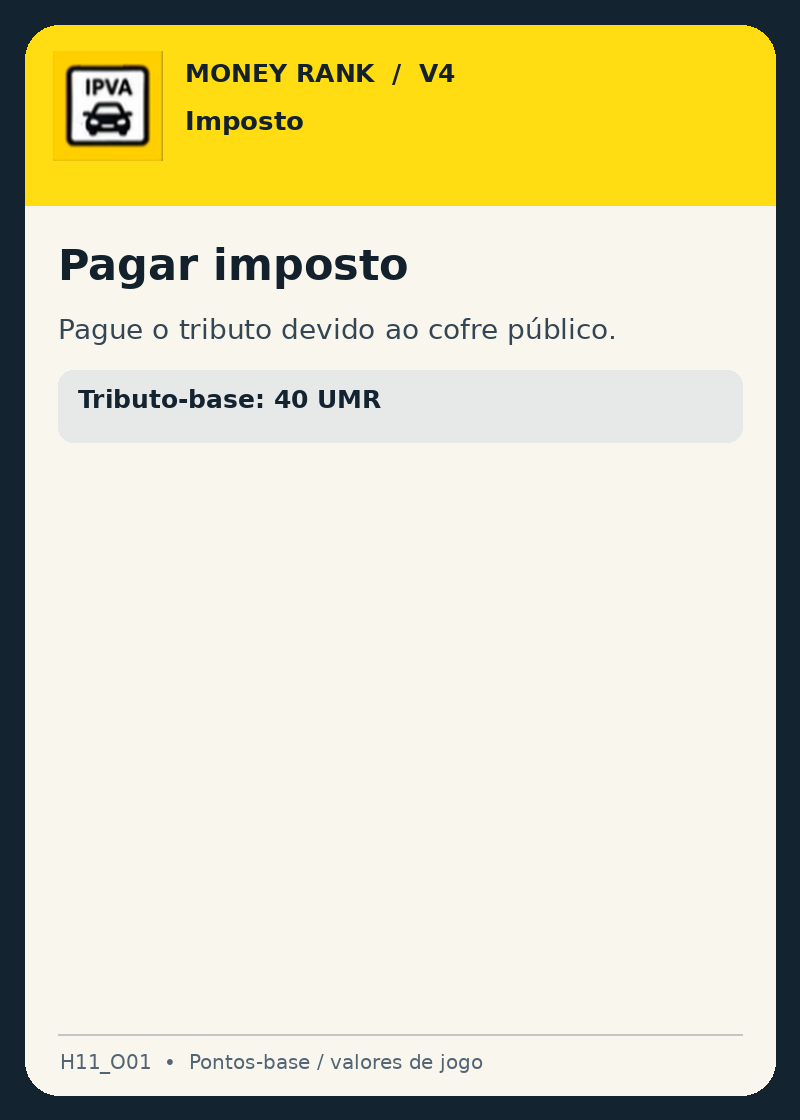 IPVA
MONEY RANK / V4
Imposto
Pagar imposto
Pague o tributo devido ao cofre público.
Tributo-base: 40 UMR
H11_O01 • Pontos-base / valores de jogo